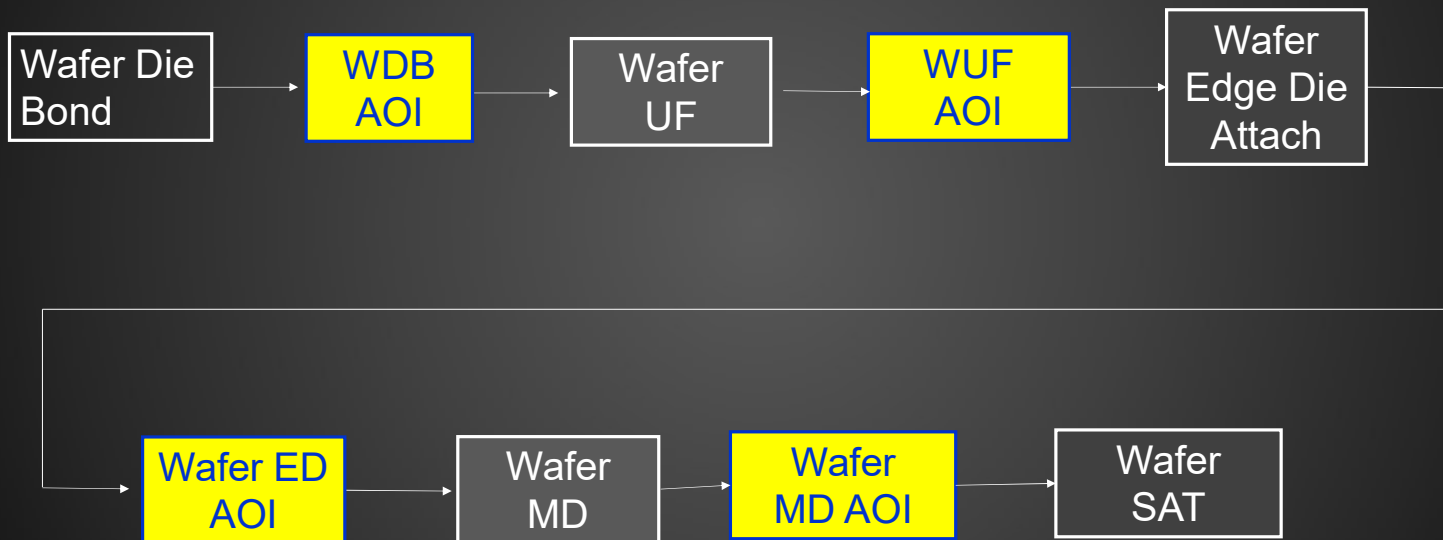 Wafer Die
Bond
WDB
AOI
Wafer
UF
WUF
AOI
Wafer
Edge Die
Attach
Wafer ED
AOI
Wafer
MD
Wafer
MD AOI
Wafer
SAT